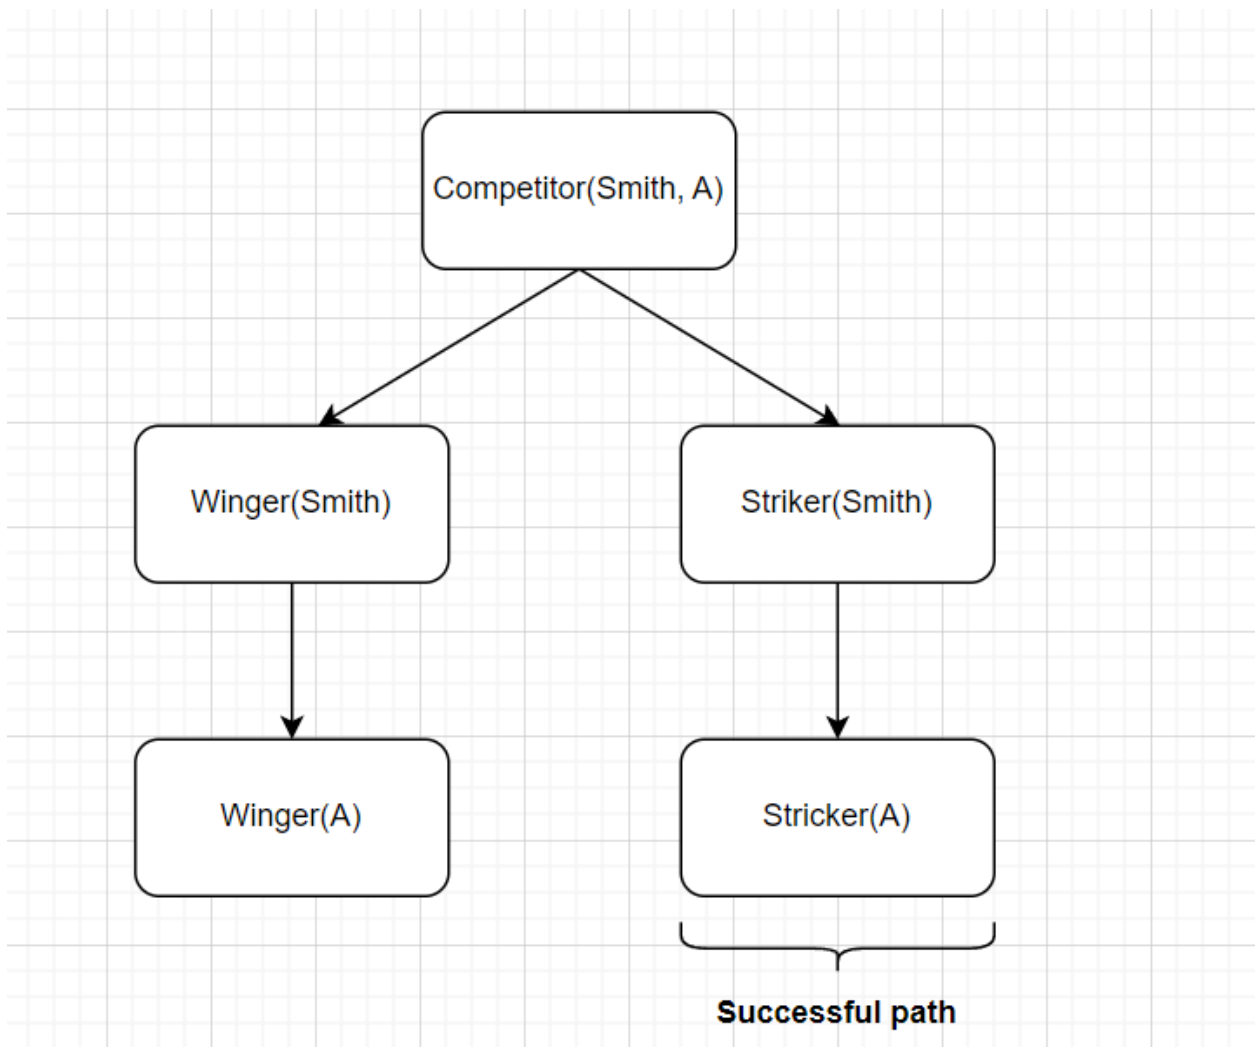 Competitor(Smith, A)
Winger(Smith)
Striker(Smith)
Winger(A)
Stricker(A)
Successful path